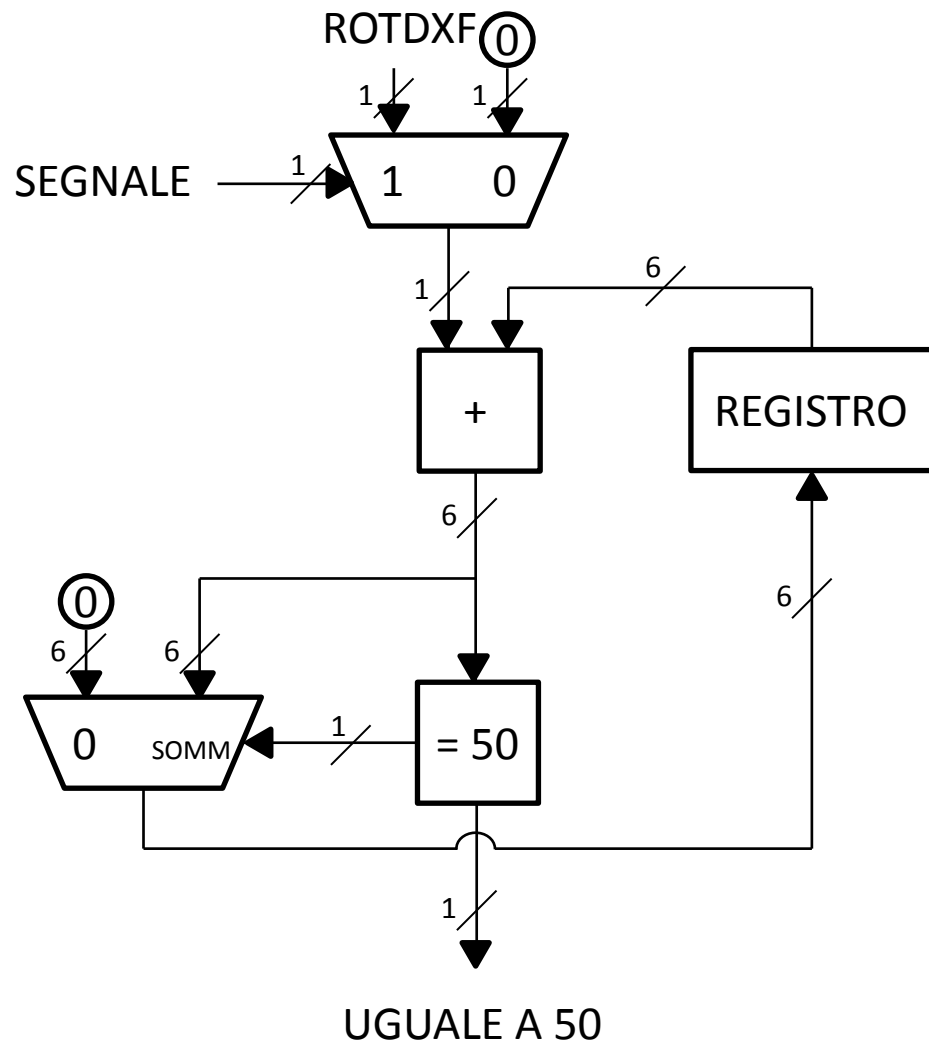 ROTDXF 0
1 1
SEGNALE 1 1 0
1 6
+ REGISTRO
6
0 6
6 6
0 SOMM 1 = 50
1
UGUALE A 50